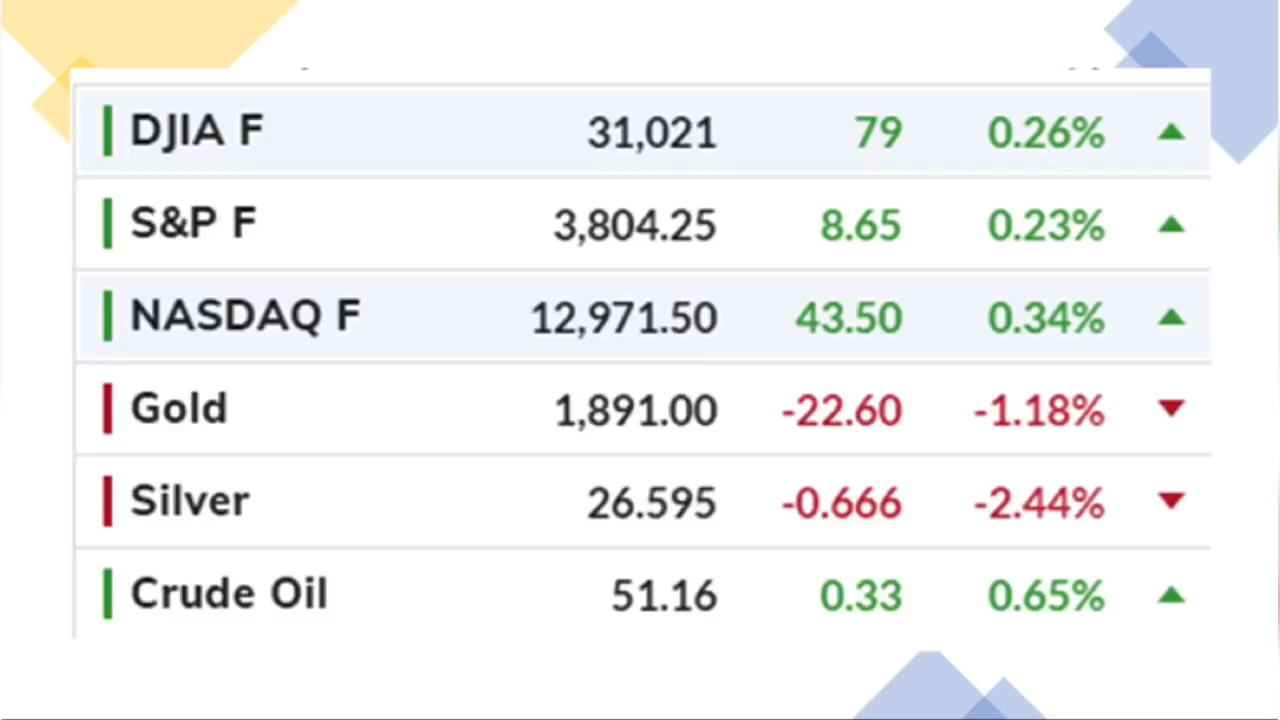 DJIA F 31,021 79 0.26%
S&P F 3,804.25 8.65 0.23%
NASDAQ F 12,971.50 43.50 0.34%
Gold 1,891.00 -22.60 -1.18%
Silver 26.595 -0.666 -2.44%
Crude Oil 51.16 0.33 0.65%